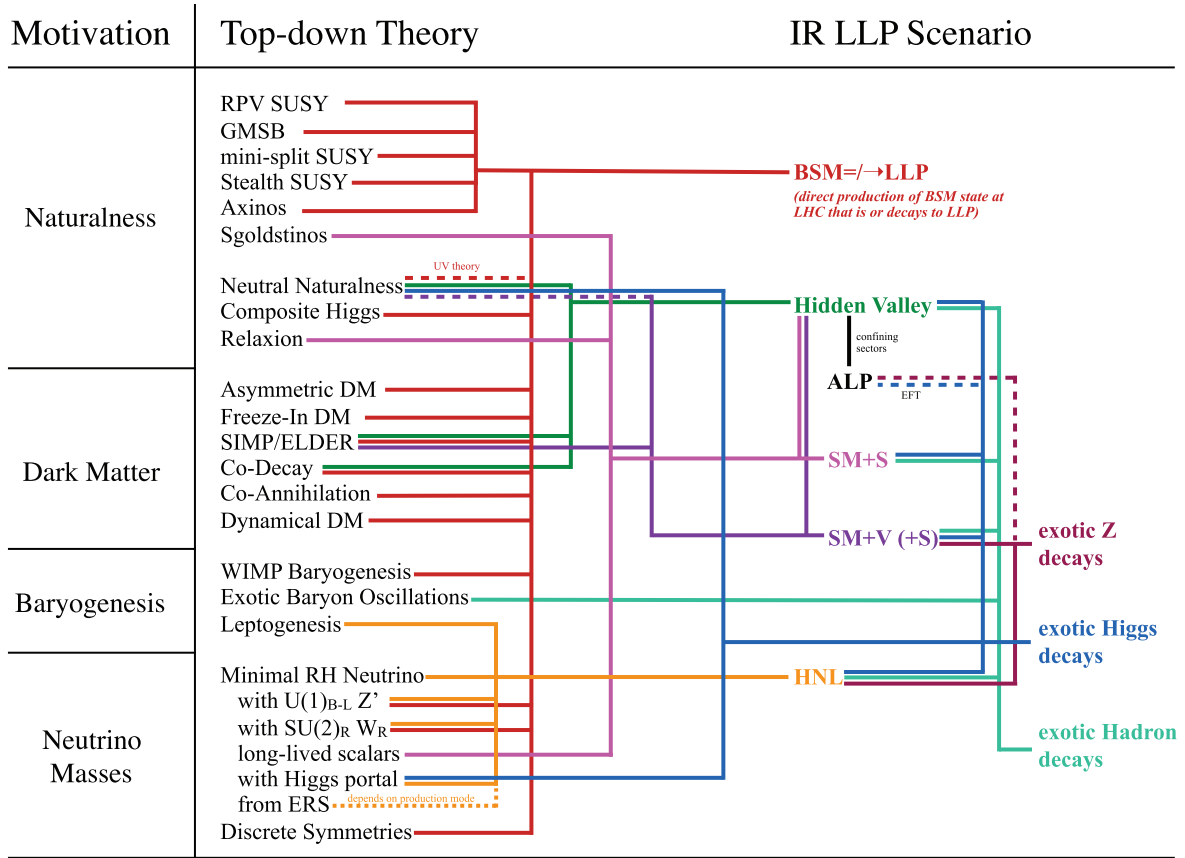 Motivation
Top-down Theory
IR LLP Scenario
Naturalness
RPV SUSY
GMSB
mini-split SUSY
Stealth SUSY
Axinos
Sgoldstinos
Neutral Naturalness
UV theory
Composite Higgs
Relaxion
Dark Matter
Asymmetric DM
Freeze-In DM
SIMP/ELDER
Co-Decay
Co-Annihilation
Dynamical DM
Baryogenesis
WIMP Baryogenesis
Exotic Baryon Oscillations
Leptogenesis
Neutrino
Masses
Minimal RH Neutrino
with U(1)B-L Z'
with SU(2)R WR
long-lived scalars
with Higgs portal
from ERS
depends on production mode
Discrete Symmetries
BSM=/→LLP
(direct production of BSM state at
LHC that is or decays to LLP)
Hidden Valley
confining
sectors
ALP
EFT
SM+S
SM+V (+S)
HNL
exotic Z
decays
exotic Higgs
decays
exotic Hadron
decays